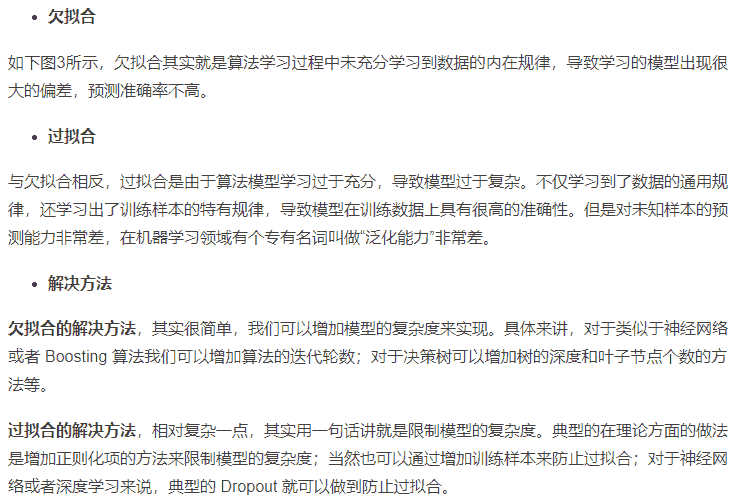 欠拟合
如下图3所示，欠拟合其实就是算法学习过程中未充分学习到数据的内在规律，导致学习的模型出现很
大的偏差，预测准确率不高。
过拟合
与欠拟合相反，过拟合是由于算法模型学习过于充分，导致模型过于复杂。不仅学习到了数据的通用规
律，还学习出了训练样本的特有规律，导致模型在训练数据上具有很高的准确性。但是对未知样本的预
测能力非常差，在机器学习领域有个专有名词叫做“泛化能力”非常差。
解决方法
欠拟合的解决方法，其实很简单，我们可以增加模型的复杂度来实现。具体来讲，对于类似于神经网络
或者 Boosting 算法我们可以增加算法的迭代轮数；对于决策树可以增加树的深度和叶子节点个数的方
法等。
过拟合的解决方法，相对复杂一点，其实用一句话讲就是限制模型的复杂度。典型的在理论方面的做法
是增加正则化项的方法来限制模型的复杂度；当然也可以通过增加训练样本来防止过拟合；对于神经网
络或者深度学习来说，典型的 Dropout 就可以做到防止过拟合。